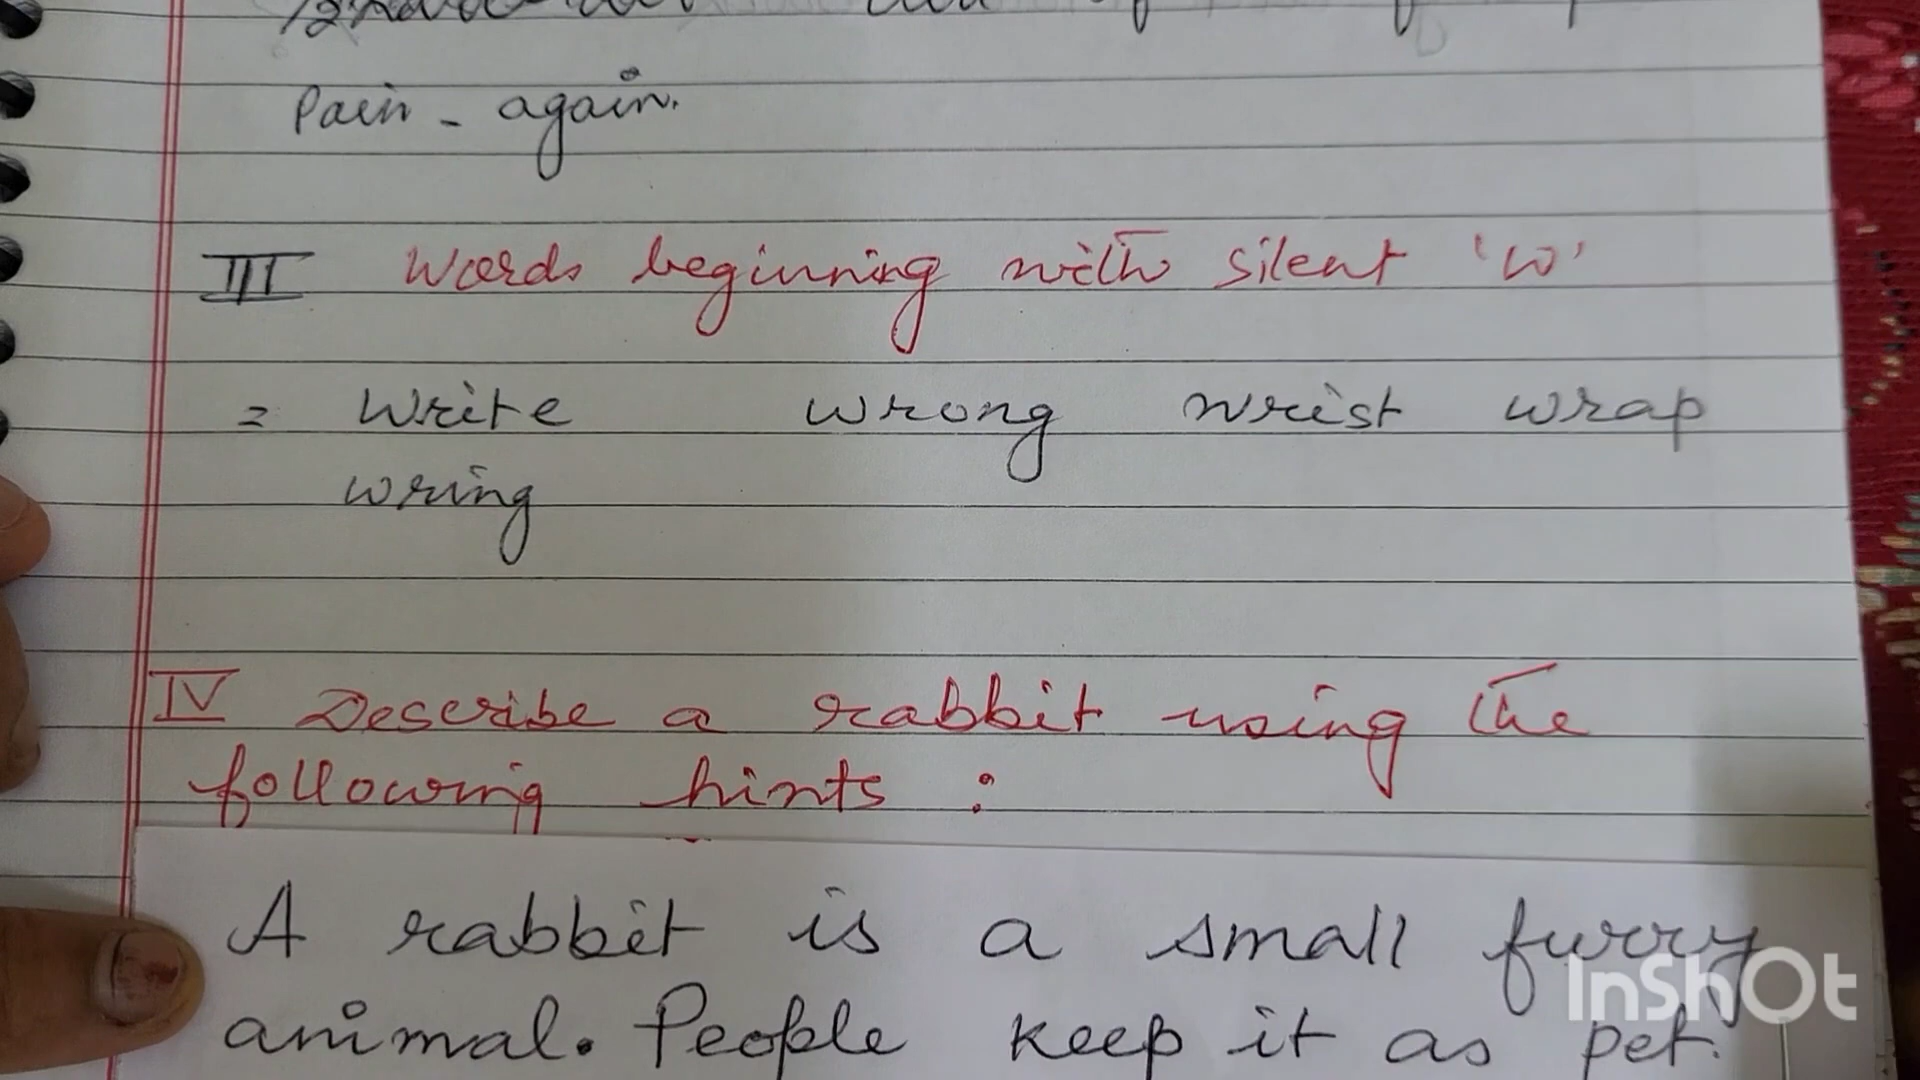 Pain - again.
III Words beginning with silent 'w'
= Write wrong wrist wrap
wring
IV Describe a rabbit using the
following hints :
A rabbit is a small furry
animal. People keep it as pet.
InShOt